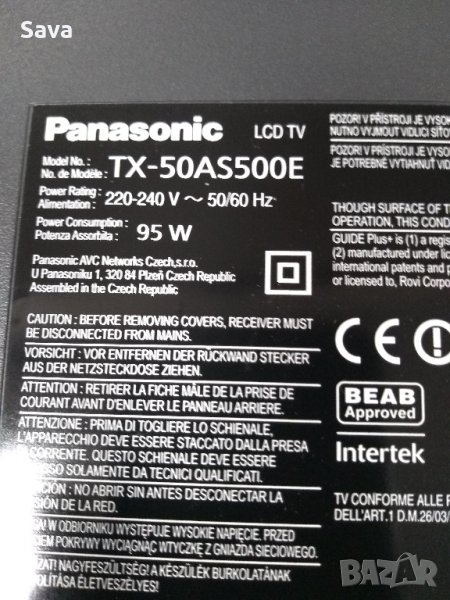 Sava
Panasonic LCD TV
Model No. :
No. de Modèle : TX-50AS500E
Power Rating :
Alimentation : 220-240 V ~ 50/60 Hz
Power Consumption :
Potenza Assorbita : 95 W
Panasonic AVC Networks Czech,s.r.o.
U Panasoniku 1, 320 84 Plzeň Czech Republic
Assembled in the Czech Republic
CAUTION : BEFORE REMOVING COVERS, RECEIVER MUST
BE DISCONNECTED FROM MAINS.
VORSICHT : VOR ENTFERNEN DER RÜCKWAND STECKER
AUS DER NETZSTECKDOSE ZIEHEN.
ATTENTION : RETIRER LA FICHE MÂLE DE LA PRISE DE
COURANT AVANT D'ENLEVER LE PANNEAU ARRIERE.
ATTENZIONE : PRIMA DI TOGLIERE LO SCHIENALE,
L'APPARECCHIO DEVE ESSERE STACCATO DALLA PRESA
CORRENTE. QUESTO SCHIENALE DEVE ESSERE
SOLAMENTE DA TECNICI QUALIFICATI.
: NO ABRIR SIN ANTES DESCONECTAR LA
DE LA RED.
W ODBIORNIKU WYSTĘPUJE WYSOKIE NAPIĘCIE. PRZED
POKRYWY WYCIĄGNĄC WTYCZKĘ Z GNIAZDA SIECIOWEGO.
NAGYFESZÜLTSÉG! A KÉSZÜLÉK BURKOLATÁNAK
ÉLETVESZÉLYES!
POZOR! V PŘÍSTROJI JE VYSOK
NUTNO VYJMOUT VIDLICI SÍŤO
POZOR! V PRÍSTROJI JE VYSO
JE POTREBNÉ VYTIAHNUŤ VID
THOUGH SURFACE OF T
OPERATION, THIS COND
GUIDE Plus+ is (1) a regis
(2) manufactured under lic
international patents and p
or licensed to, Rovi Corpo
CE
BEAB
Approved
Intertek
TV CONFORME ALLE P
DELL'ART.1 D.M.26/03/
BAZAR